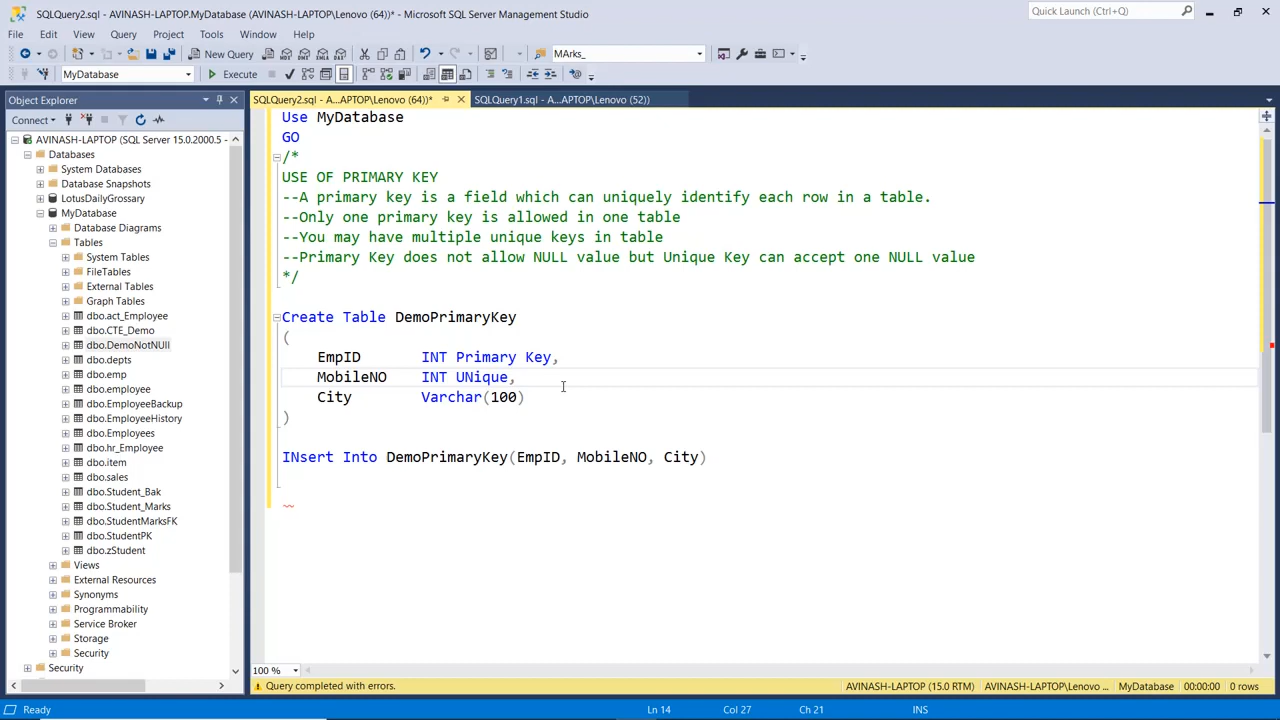 SQLQuery2.sql - AVINASH-LAPTOP.MyDatabase (AVINASH-LAPTOP\Lenovo (64))* - Microsoft SQL Server Management Studio
Quick Launch (Ctrl+Q)
File Edit View Query Project Tools Window Help
New Query MDX DMX XMLA DAX MArks_
MyDatabase Execute
Object Explorer
SQLQuery2.sql - A...APTOP\Lenovo (64))* SQLQuery1.sql - A...APTOP\Lenovo (52))
Connect
AVINASH-LAPTOP (SQL Server 15.0.2000.5 -
Databases
System Databases
Database Snapshots
LotusDailyGrossary
MyDatabase
Database Diagrams
Tables
System Tables
FileTables
External Tables
Graph Tables
dbo.act_Employee
dbo.CTE_Demo
dbo.DemoNotNUll
dbo.depts
dbo.emp
dbo.employee
dbo.EmployeeBackup
dbo.EmployeeHistory
dbo.Employees
dbo.hr_Employee
dbo.item
dbo.sales
dbo.Student_Bak
dbo.Student_Marks
dbo.StudentMarksFK
dbo.StudentPK
dbo.zStudent
Views
External Resources
Synonyms
Programmability
Service Broker
Storage
Security
Security
Use MyDatabase
GO
/*
USE OF PRIMARY KEY
--A primary key is a field which can uniquely identify each row in a table.
--Only one primary key is allowed in one table
--You may have multiple unique keys in table
--Primary Key does not allow NULL value but Unique Key can accept one NULL value
*/
Create Table DemoPrimaryKey
(
EmpID INT Primary Key,
MobileNO INT UNique,
City Varchar(100)
)
INsert Into DemoPrimaryKey(EmpID, MobileNO, City)
100 %
Query completed with errors. AVINASH-LAPTOP (15.0 RTM) AVINASH-LAPTOP\Lenovo ... MyDatabase 00:00:00 0 rows
Ready Ln 14 Col 27 Ch 21 INS